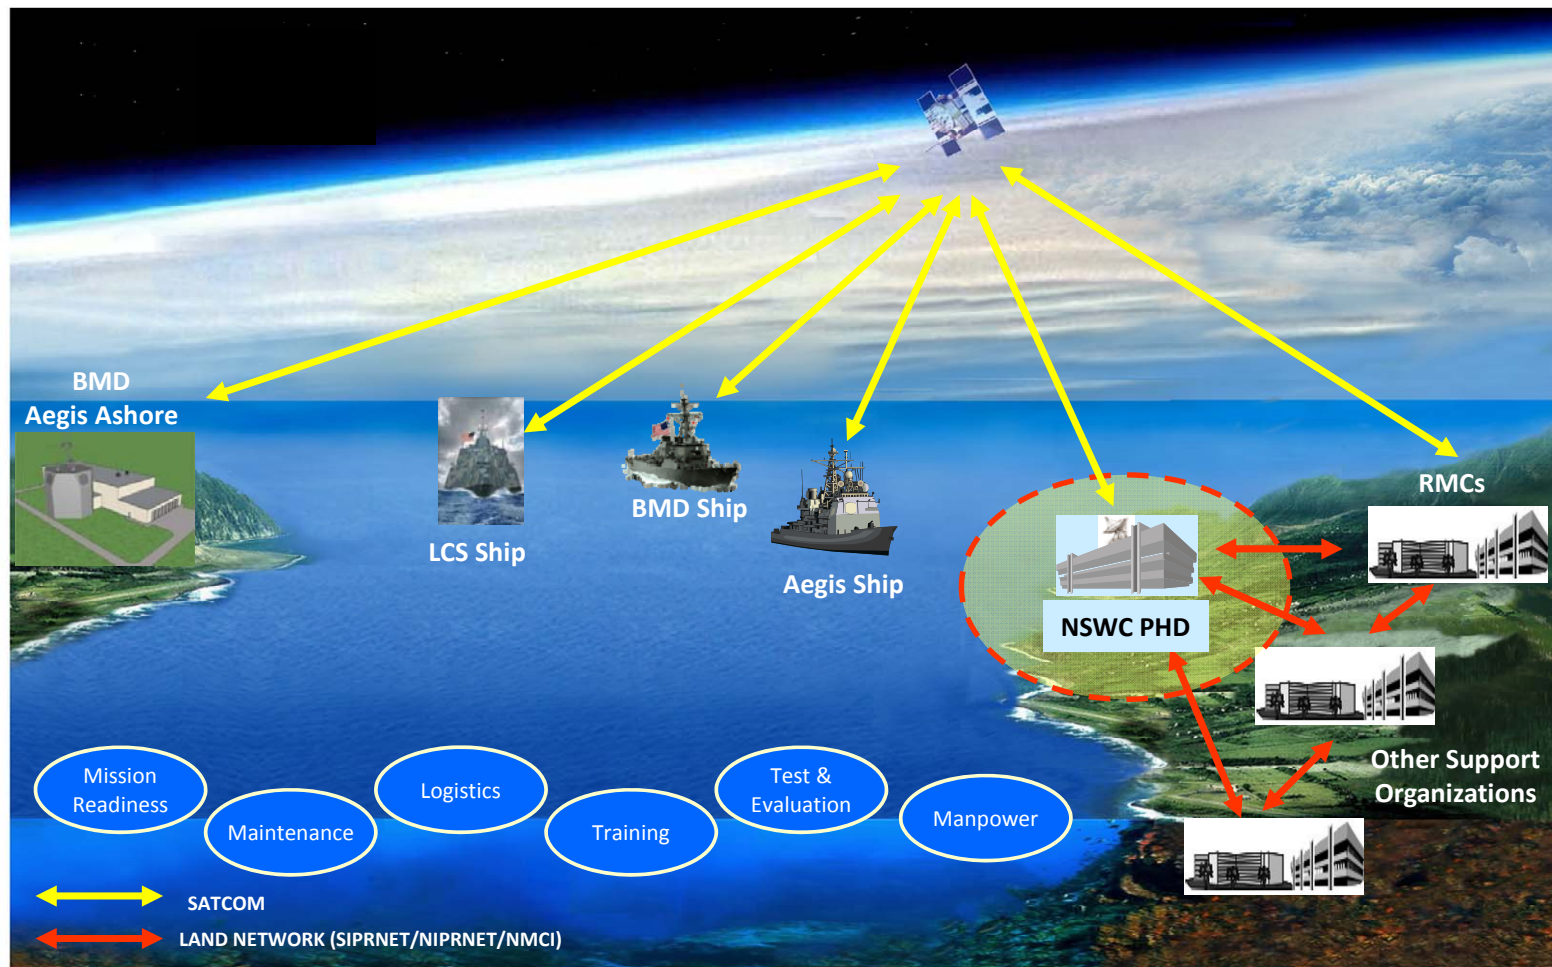 BMD
Aegis Ashore
LCS Ship
BMD Ship
Aegis Ship
RMCs
NSWC PHD
Other Support
Organizations
Mission
Readiness
Maintenance
Logistics
Training
Test &
Evaluation
Manpower
SATCOM
LAND NETWORK (SIPRNET/NIPRNET/NMCI)